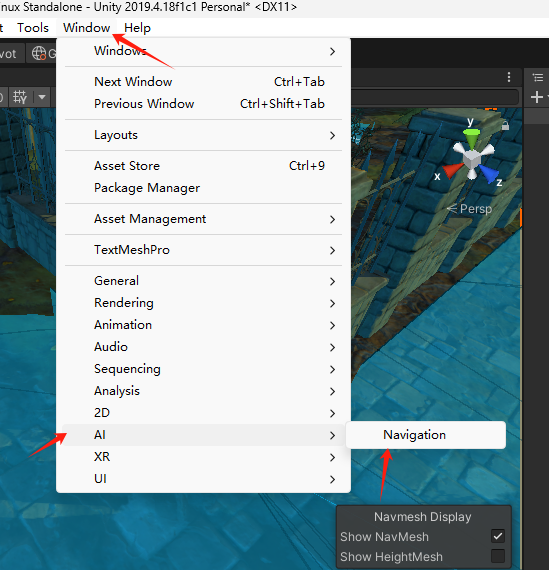 nux Standalone - Unity 2019.4.18f1c1 Personal* <DX11>
t Tools Window Help
vot G
Windows
Next Window Ctrl+Tab
Previous Window Ctrl+Shift+Tab
Layouts
Asset Store Ctrl+9
Package Manager
Asset Management
TextMeshPro
General
Rendering
Animation
Audio
Sequencing
Analysis
2D
AI
Navigation
XR
UI
y
x
z
Persp
Navmesh Display
Show NavMesh
Show HeightMesh